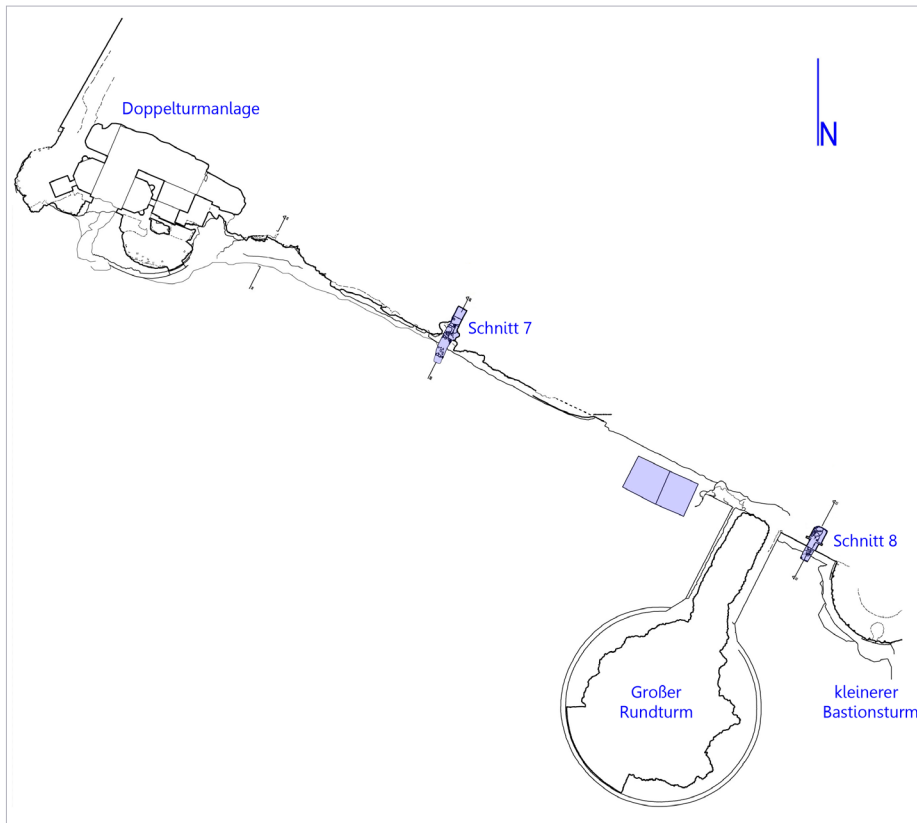 Doppelturmanlage
N
Schnitt 7
Schnitt 8
Großer
Rundturm
kleinerer
Bastionsturm